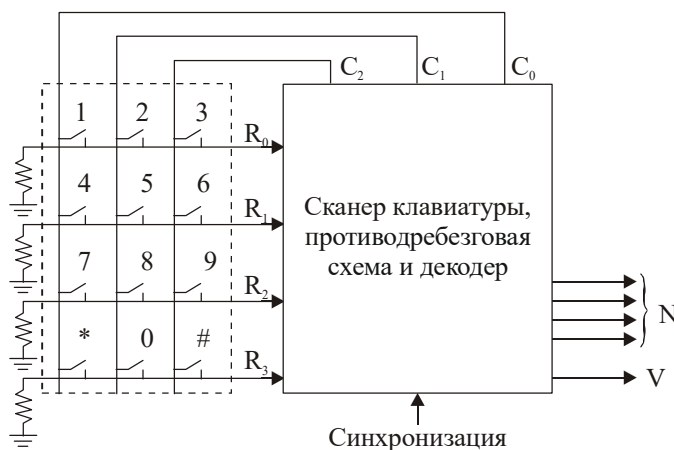 C₂ C₁ C₀
1 2 3
R₀
4 5 6
R₁
Сканер клавиатуры,
противодребезговая
схема и декодер
7 8 9
R₂
N
* 0 #
R₃
V
Синхронизация